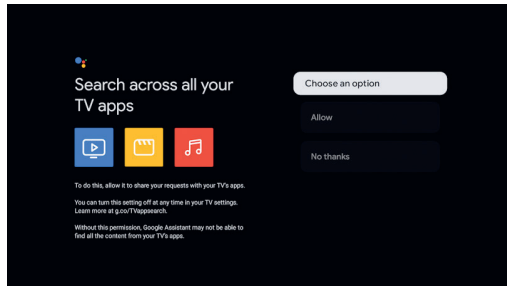 Search across all your
TV apps
To do this, allow it to share your requests with your TV's apps.
You can turn this setting off at any time in your TV settings.
Learn more at g.co/TVappsearch.
Without this permission, Google Assistant may not be able to
find all the content from your TV's apps.
Choose an option
Allow
No thanks